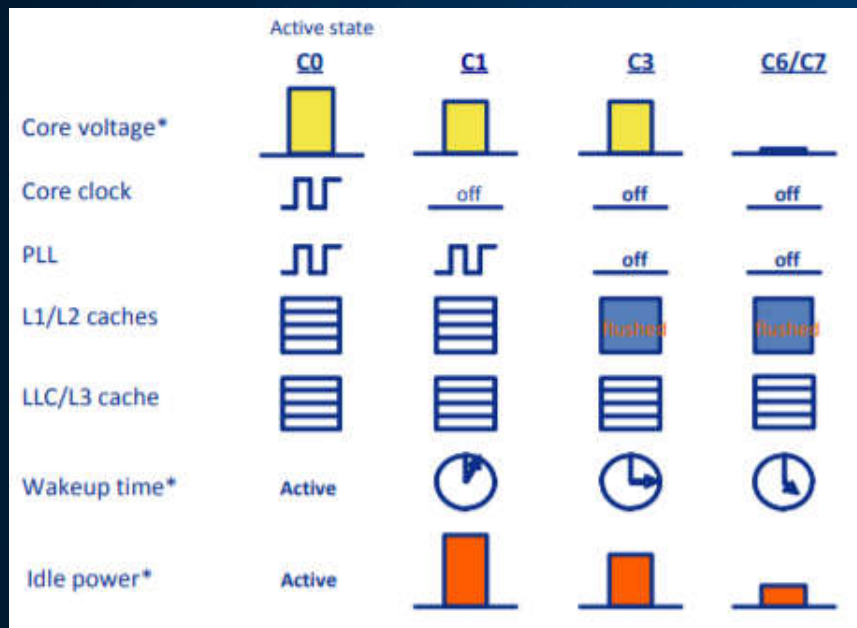 Active state
C0 C1 C3 C6/C7
Core voltage*
Core clock off off off
PLL off off
L1/L2 caches flushed flushed
LLC/L3 cache
Wakeup time* Active
Idle power* Active